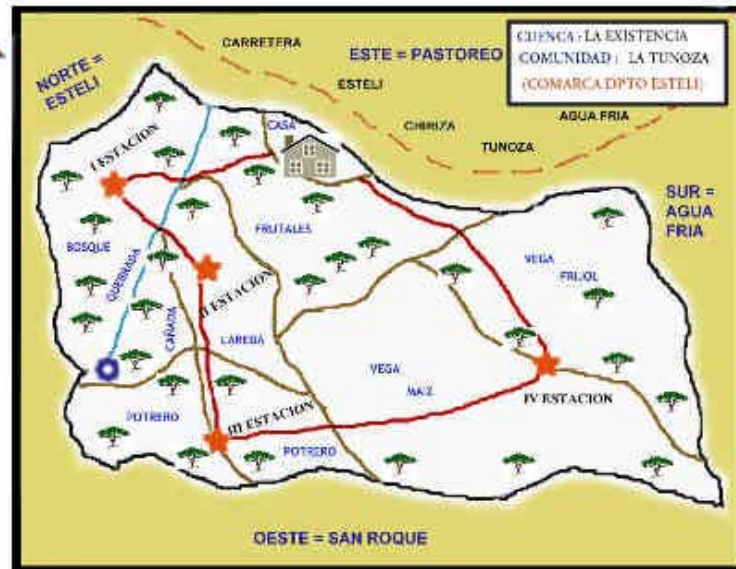 CARRETERA
ESTE = PASTOREO
CUENCA : LA EXISTENCIA
COMUNIDAD : LA TUNOZA
(COMARCA DPTO ESTELI)
NORTE =
ESTELI
ESTELI
CHIRIZA
AGUA FRIA
TUNOZA
CASA
I ESTACION
SUR =
AGUA
FRIA
BOSQUE
QUEBRADA
FRUTALES
VEGA
FRIJOL
II ESTACION
CAÑADA
LADERA
VEGA
MAIZ
IV ESTACION
POTRERO
III ESTACION
POTRERO
OESTE = SAN ROQUE